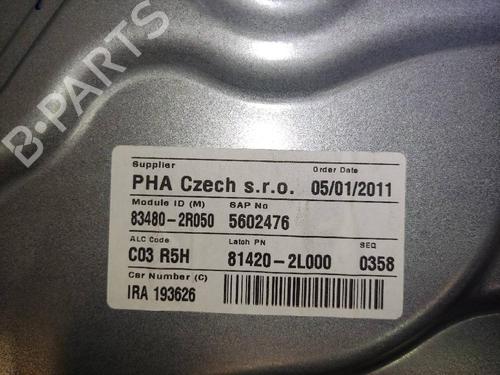 B-PARTS
Supplier Order Date
PHA Czech s.r.o. 05/01/2011
Module ID (M) SAP No
83480-2R050 5602476
ALC Code Latch PN SEQ
C03 R5H 81420-2L000 0358
Car Number (C)
IRA 193626